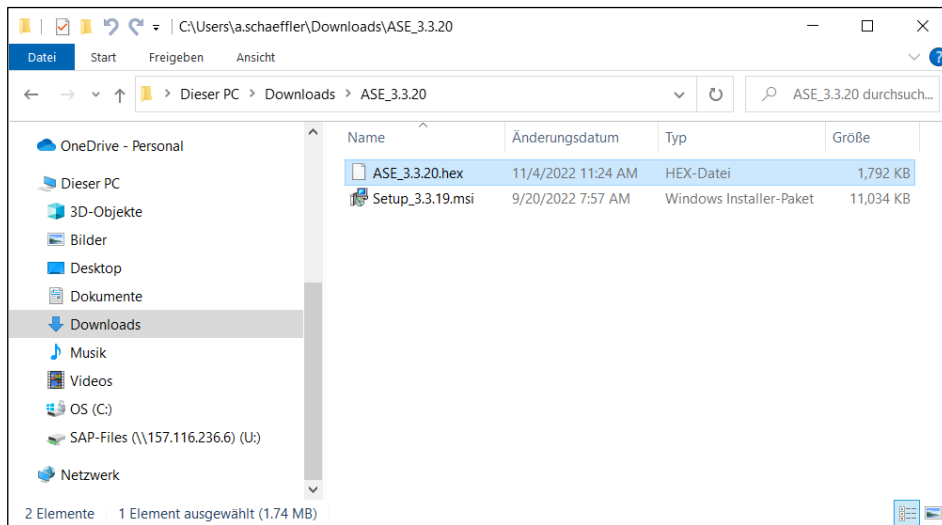 C:\Users\a.schaeffler\Downloads\ASE_3.3.20
Datei Start Freigeben Ansicht ?
Dieser PC > Downloads > ASE_3.3.20 ASE_3.3.20 durchsuch...
Name Änderungsdatum Typ Größe
OneDrive - Personal
ASE_3.3.20.hex 11/4/2022 11:24 AM HEX-Datei 1,792 KB
Dieser PC
Setup_3.3.19.msi 9/20/2022 7:57 AM Windows Installer-Paket 11,034 KB
3D-Objekte
Bilder
Desktop
Dokumente
Downloads
Musik
Videos
OS (C:)
SAP-Files (\\157.116.236.6) (U:)
Netzwerk
2 Elemente 1 Element ausgewählt (1.74 MB)